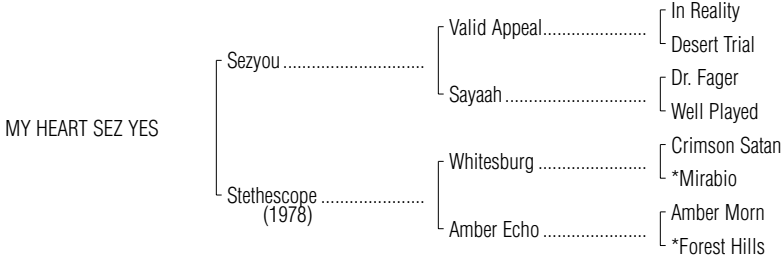 In Reality
Valid Appeal......................
Desert Trial
Sezyou .............................
Dr. Fager
Sayaah .............................
Well Played
MY HEART SEZ YES
Crimson Satan
Whitesburg ......................
*Mirabio
Stethescope .....................
(1978)
Amber Morn
Amber Echo .....................
*Forest Hills